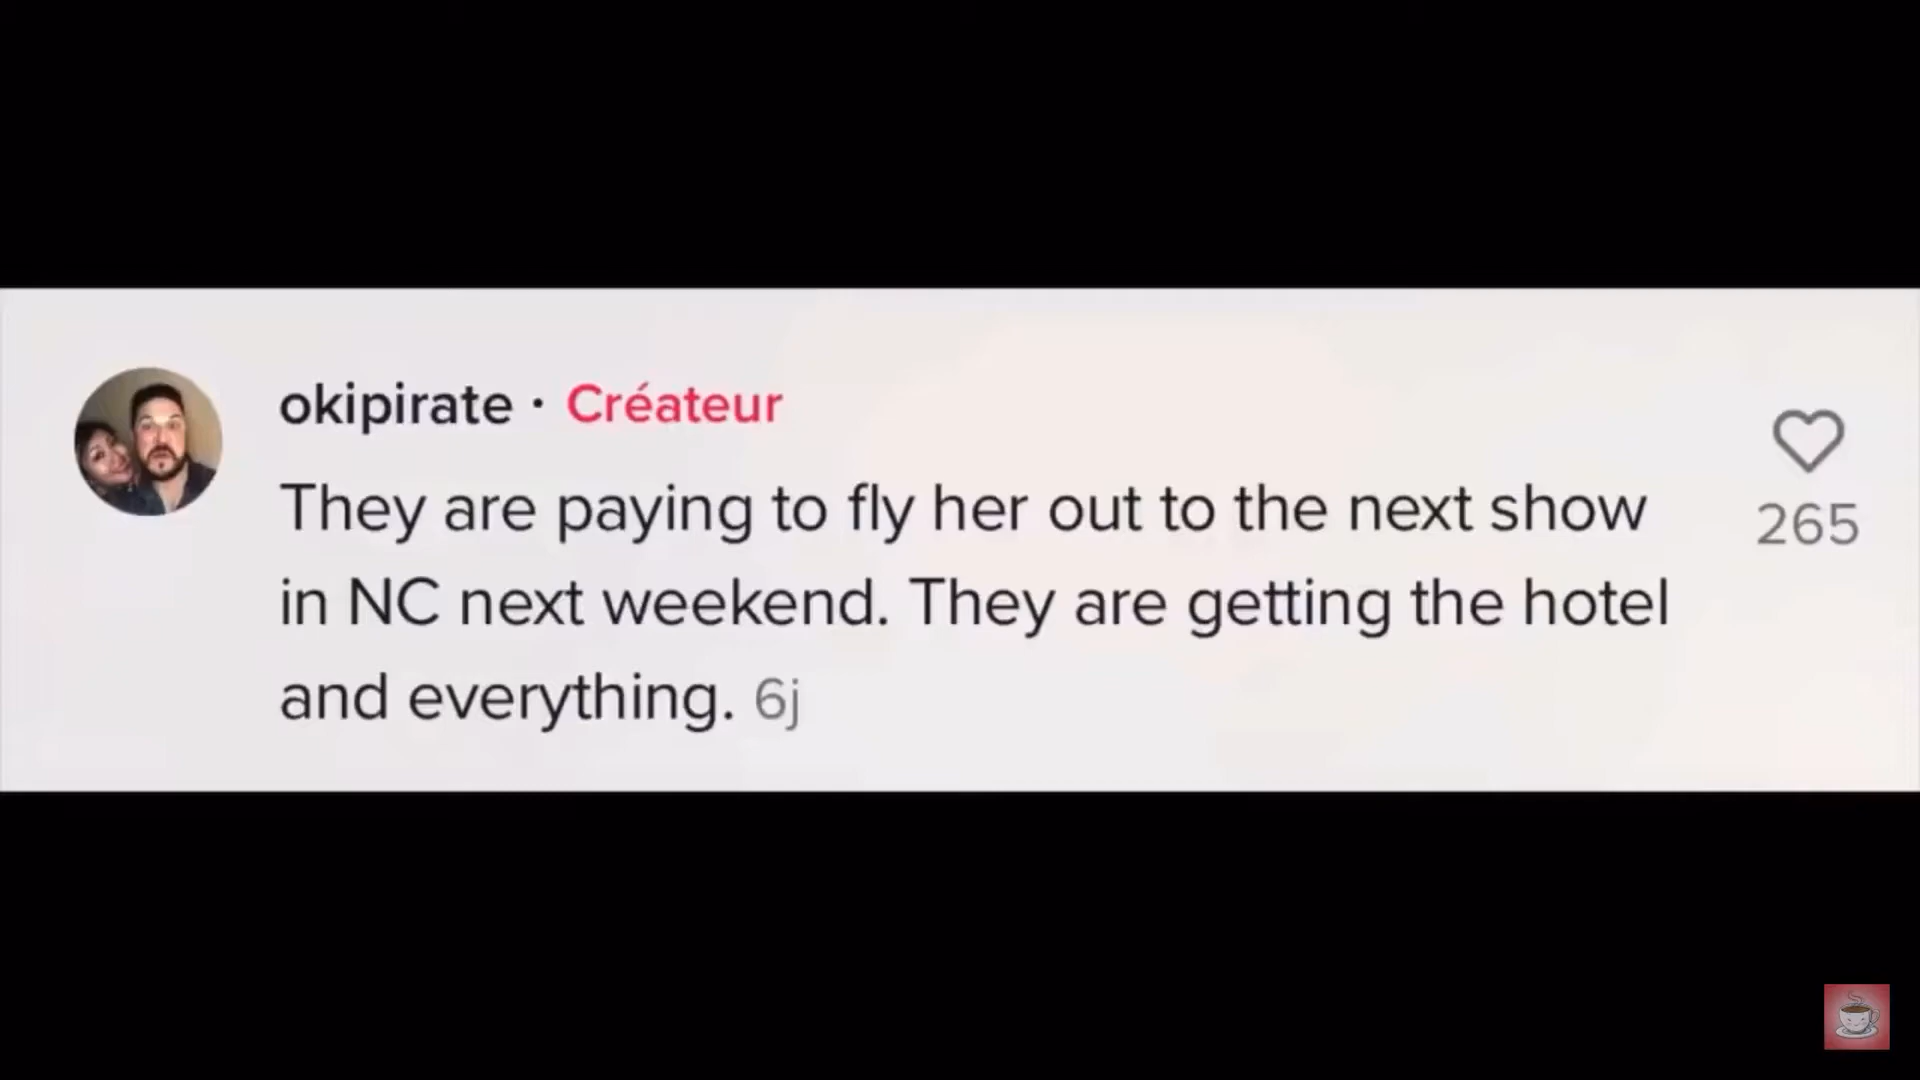 okipirate · Créateur
They are paying to fly her out to the next show
265
in NC next weekend. They are getting the hotel
and everything. 6j